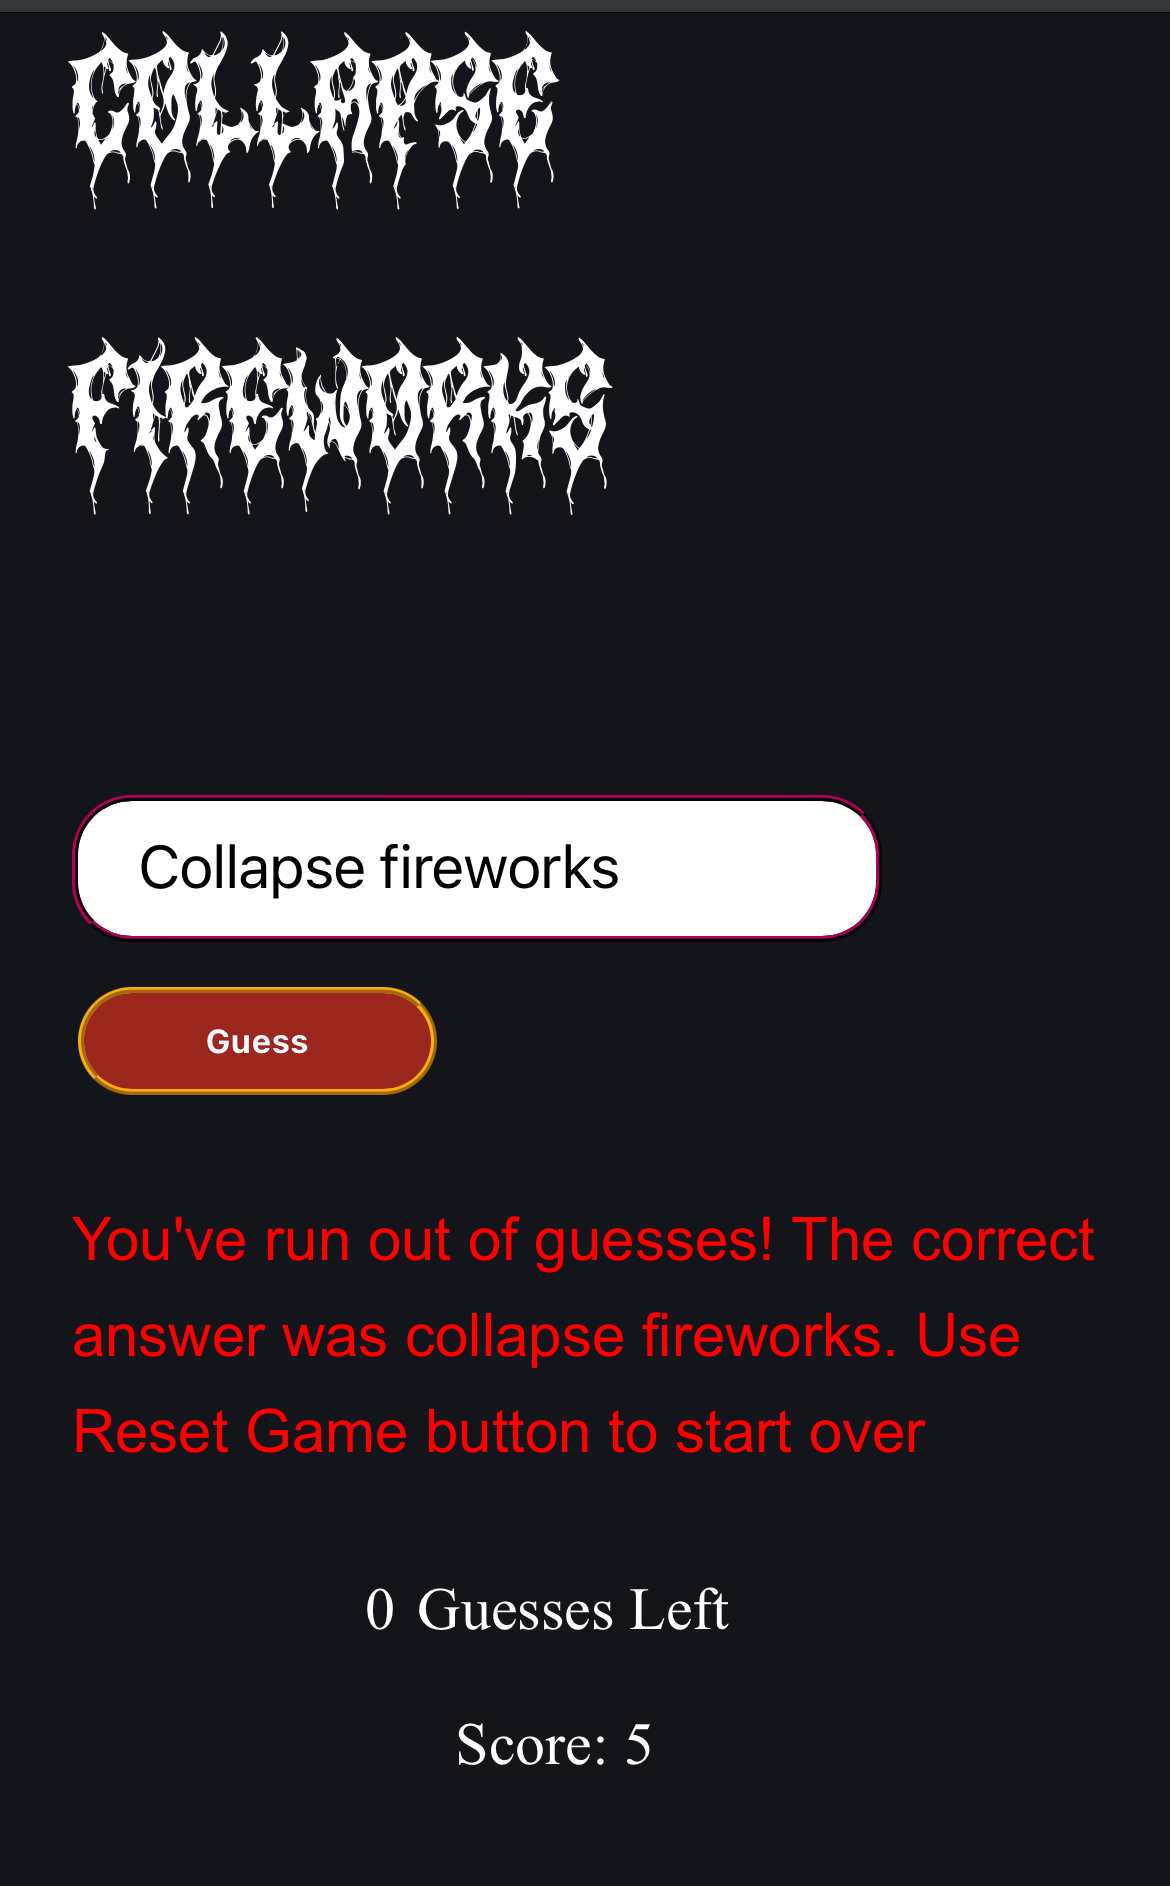 COLLAPSE
FIREWORKS
Collapse fireworks
Guess
You've run out of guesses! The correct
answer was collapse fireworks. Use
Reset Game button to start over
0 Guesses Left
Score: 5